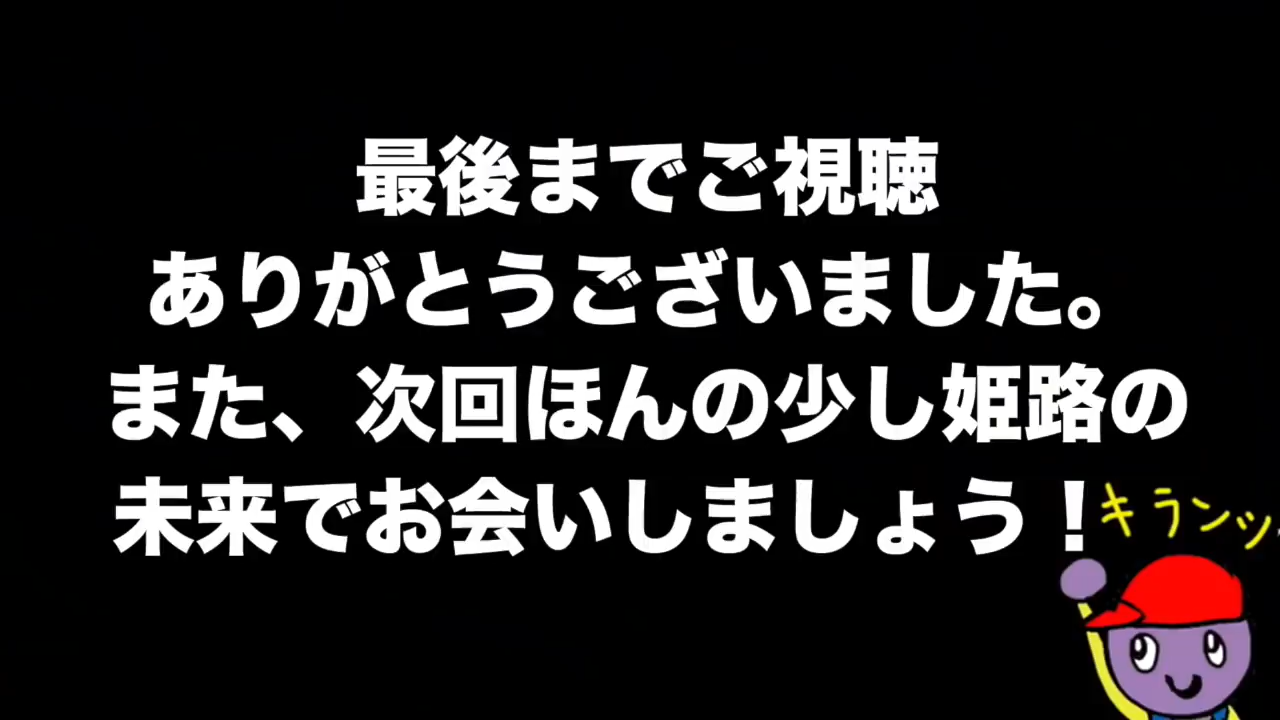 最後までご視聴
ありがとうございました。
また、次回ほんの少し姫路の
未来でお会いしましょう！
キランッ